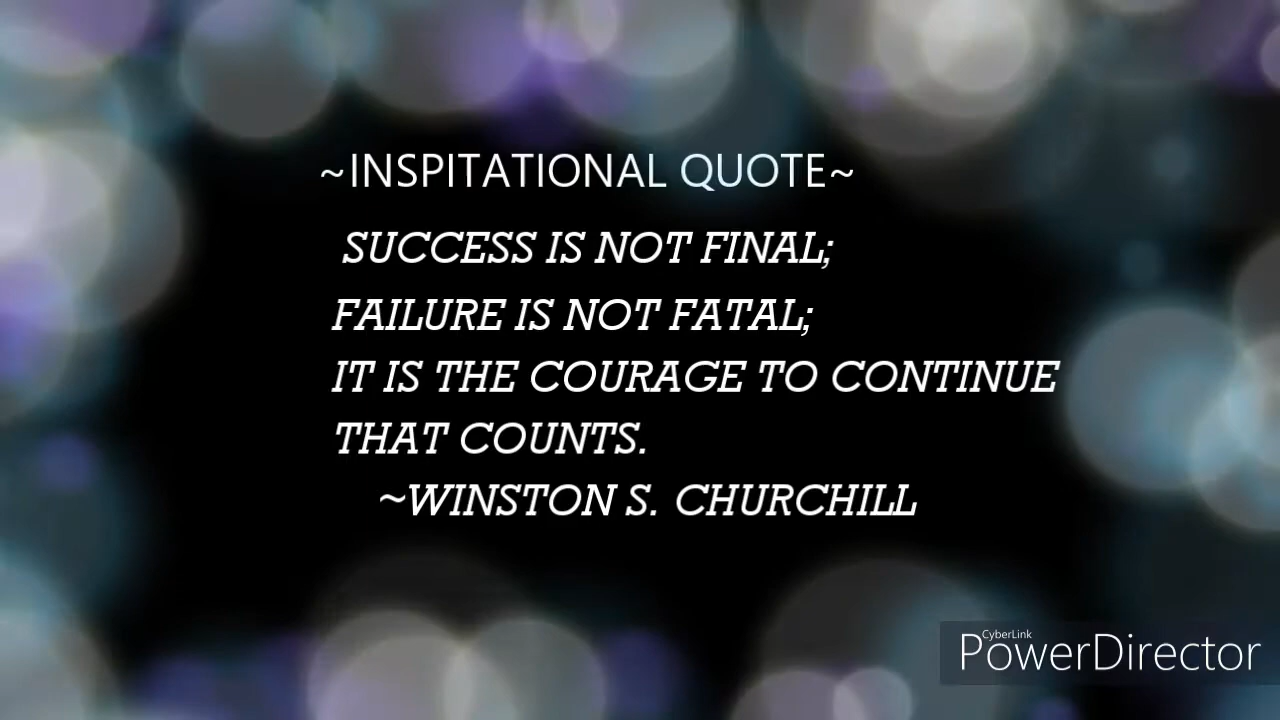 ~INSPITATIONAL QUOTE~
SUCCESS IS NOT FINAL;
FAILURE IS NOT FATAL;
IT IS THE COURAGE TO CONTINUE
THAT COUNTS.
~WINSTON S. CHURCHILL
CyberLink
PowerDirector